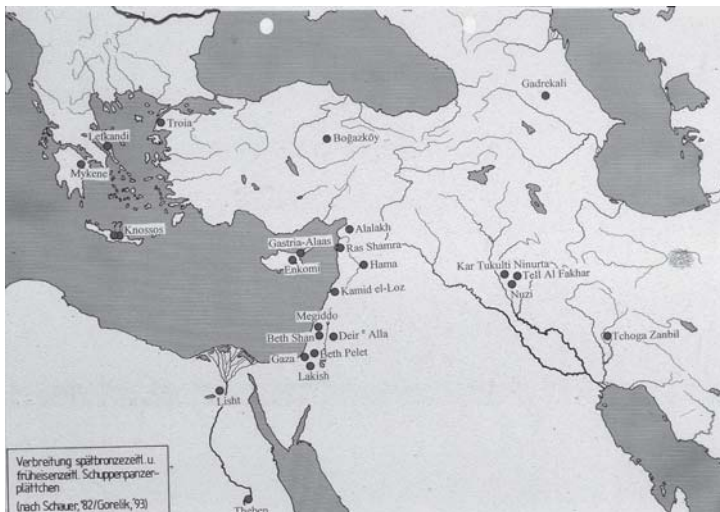 Gadrekali
Troia
Boğazköy
Lefkandi
Mykene
??
Knossos
Alalakh
Gastria-Alaas
Ras Shamra
Enkomi
Hama
Kar Tukulti Ninurta
Tell Al Fakhar
Nuzi
Kamid el-Loz
Megiddo
Beth Shan
Deir ᶜ Alla
Tchoga Zanbil
Gaza
Beth Pelet
Lakish
Lisht
Theben
Verbreitung spätbronzezeitl. u.
früheisenzeitl. Schuppenpanzer-
plättchen
(nach Schauer,'82/Gorelik,'93)